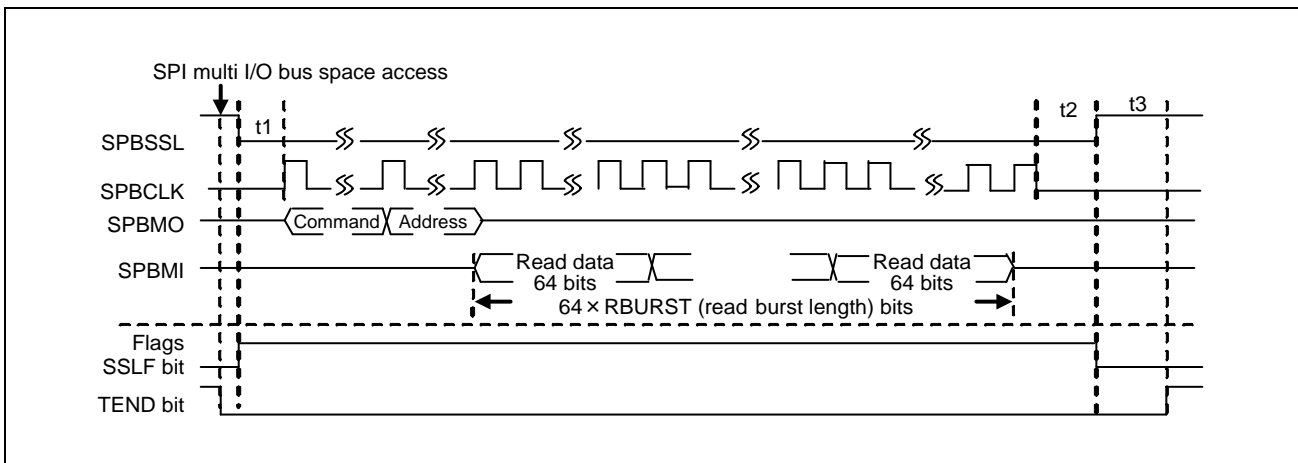 SPI multi I/O bus space access
t1
t2
t3
SPBSSL
SPBCLK
SPBMO
Command
Address
SPBMI
Read data
64 bits
Read data
64 bits
64 × RBURST (read burst length) bits
Flags
SSLF bit
TEND bit